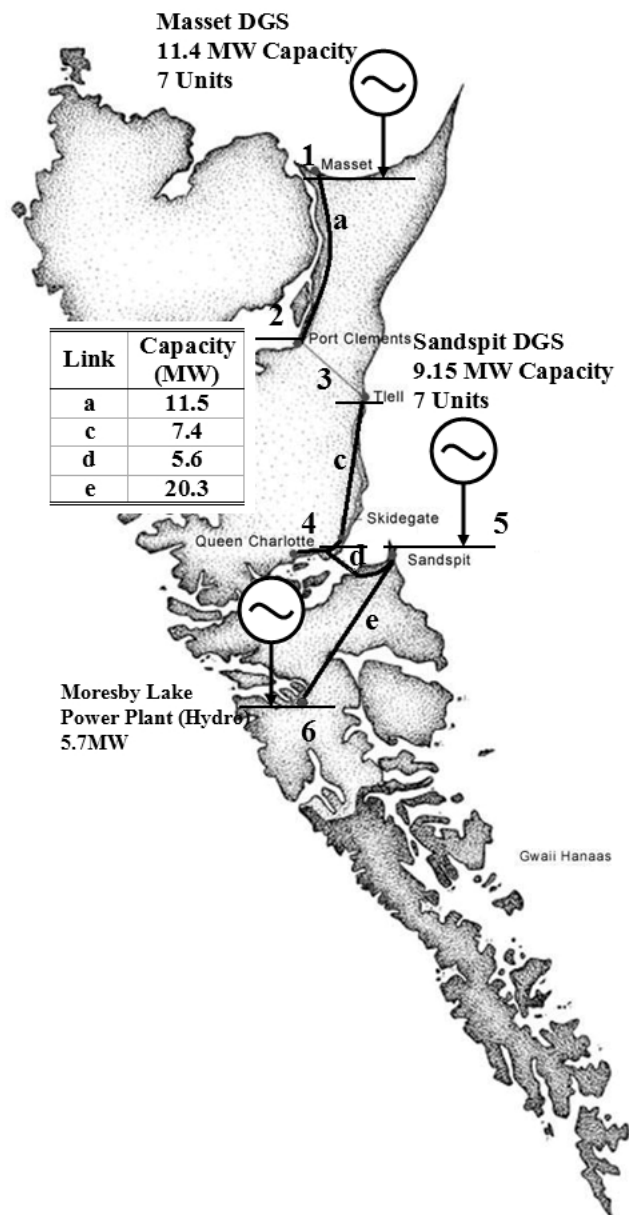 Masset DGS
11.4 MW Capacity
7 Units
1
Masset
a
2
Port Clements
Link Capacity (MW)
a 11.5
c 7.4
d 5.6
e 20.3
Sandspit DGS
9.15 MW Capacity
7 Units
3
Tlell
c
Skidegate
4
5
Queen Charlotte
d
Sandspit
e
Moresby Lake
Power Plant (Hydro)
5.7MW
6
Gwaii Hanaas